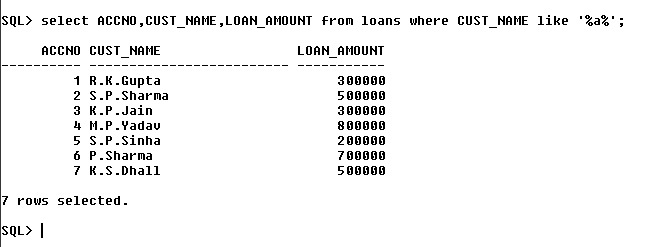 SQL> select ACCNO,CUST_NAME,LOAN_AMOUNT from loans where CUST_NAME like '%a%';
ACCNO CUST_NAME LOAN_AMOUNT
---------- ------------------------- -----------
1 R.K.Gupta 300000
2 S.P.Sharma 500000
3 K.P.Jain 300000
4 M.P.Yadav 800000
5 S.P.Sinha 200000
6 P.Sharma 700000
7 K.S.Dhall 500000
7 rows selected.
SQL>